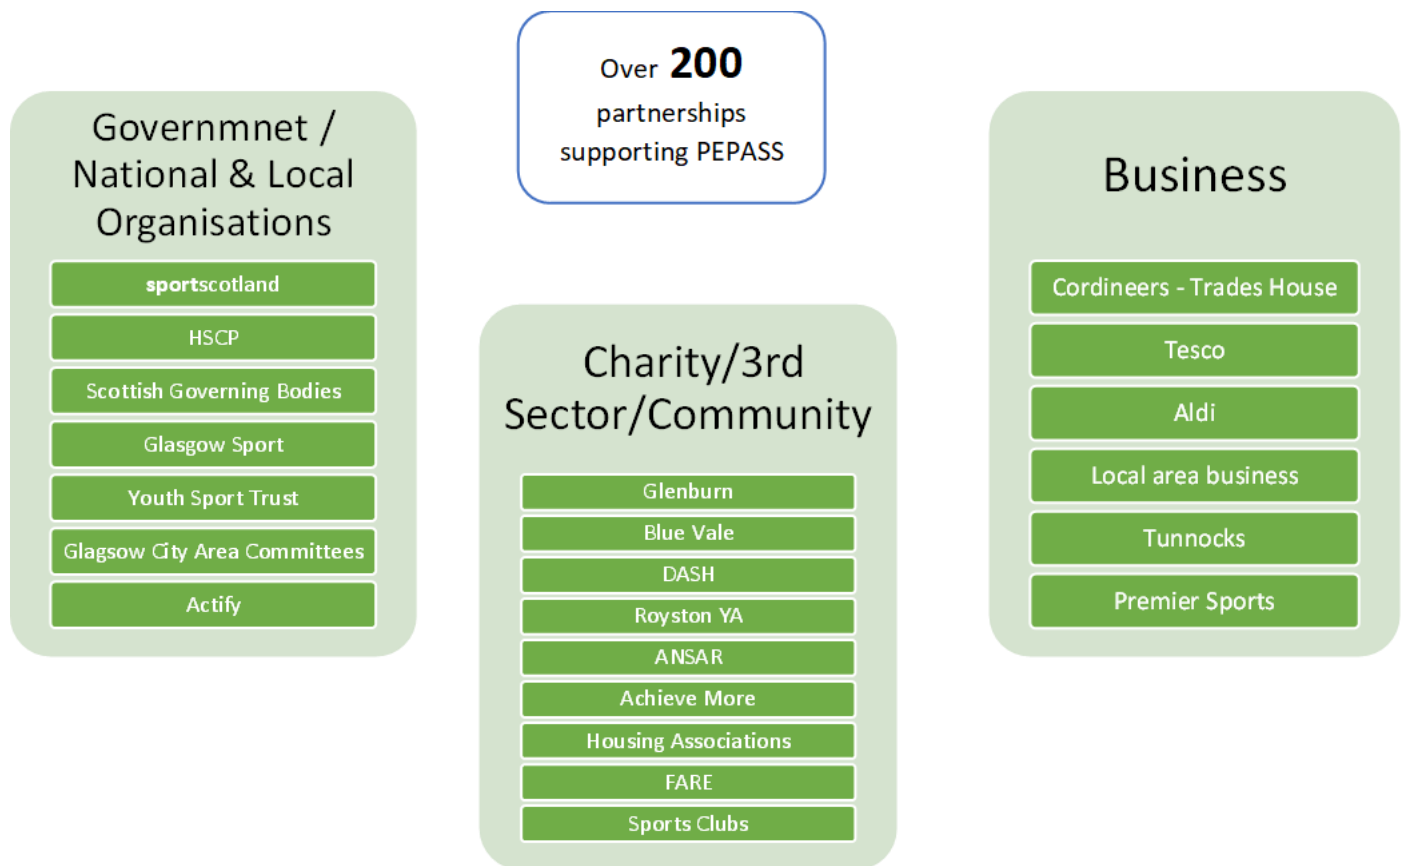 Over 200
partnerships
supporting PEPASS
Governmnet /
National & Local
Organisations
sportscotland
HSCP
Scottish Governing Bodies
Glasgow Sport
Youth Sport Trust
Glagsow City Area Committees
Actify
Charity/3rd
Sector/Community
Glenburn
Blue Vale
DASH
Royston YA
ANSAR
Achieve More
Housing Associations
FARE
Sports Clubs
Business
Cordineers - Trades House
Tesco
Aldi
Local area business
Tunnocks
Premier Sports